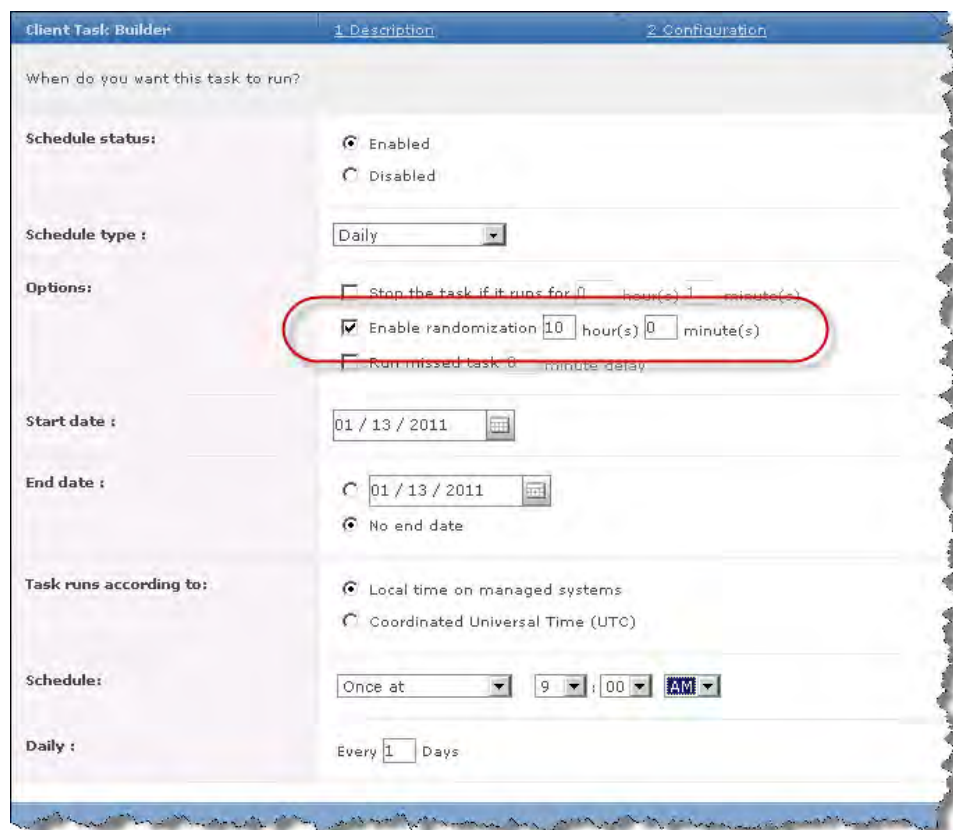 Client Task Builder 1 Description 2 Configuration
When do you want this task to run?
Schedule status: Enabled
Disabled
Schedule type : Daily
Options: Stop the task if it runs for 0 hour(s) 1 minute(s)
Enable randomization 10 hour(s) 0 minute(s)
Run missed task 0 minute delay
Start date : 01 / 13 / 2011
End date : 01 / 13 / 2011
No end date
Task runs according to: Local time on managed systems
Coordinated Universal Time (UTC)
Schedule: Once at 9 : 00 AM
Daily : Every 1 Days